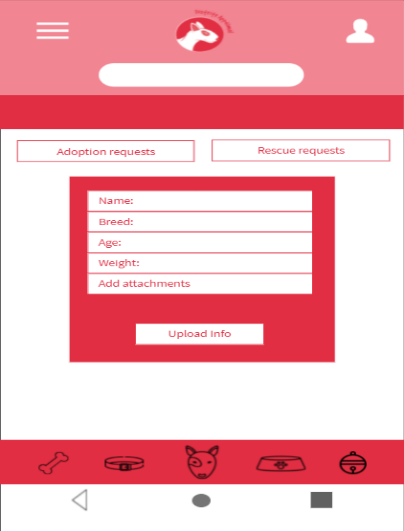 Adoption requests
Rescue requests
Name:
Breed:
Age:
Weight:
Add attachments
Upload Info